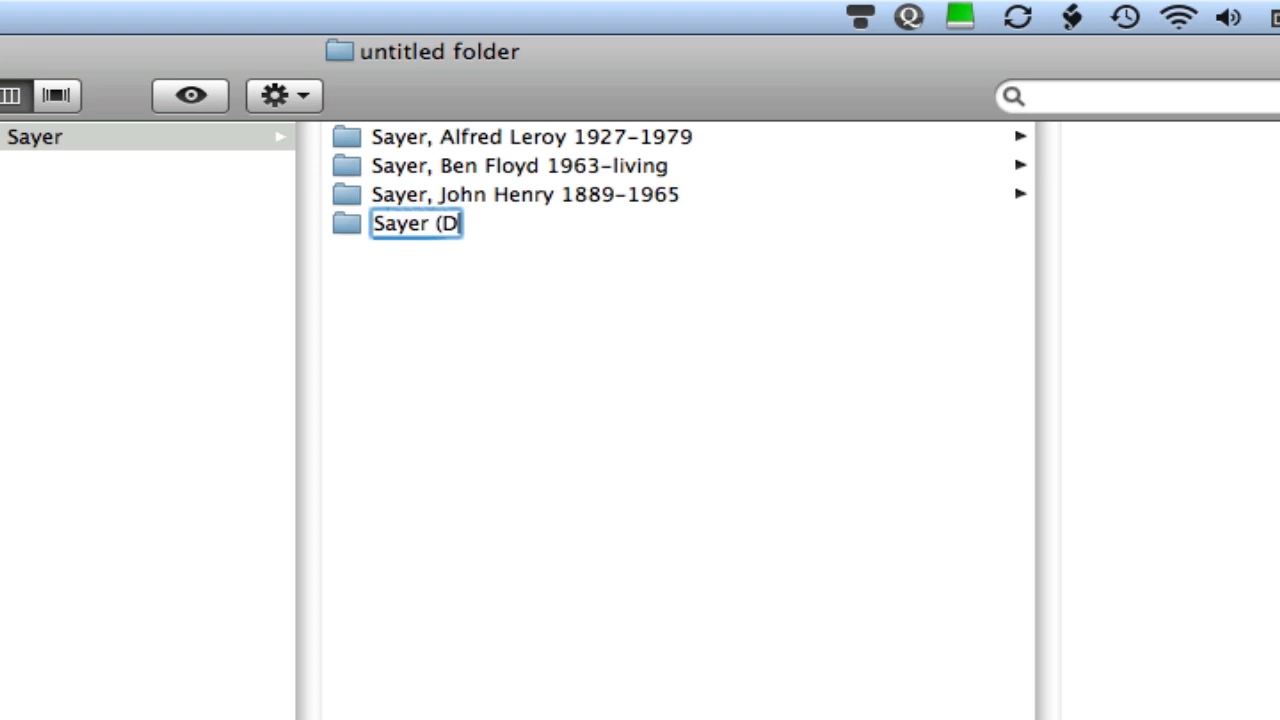 untitled folder
Sayer
Sayer, Alfred Leroy 1927-1979
Sayer, Ben Floyd 1963-living
Sayer, John Henry 1889-1965
Sayer (D